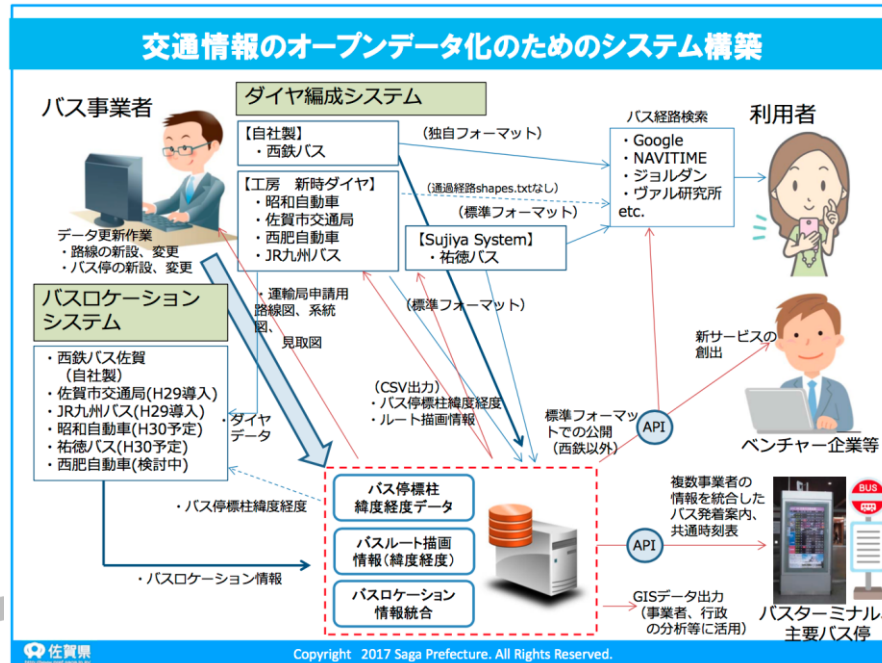 交通情報のオープンデータ化のためのシステム構築
バス事業者
ダイヤ編成システム
【自社製】
・西鉄バス
(独自フォーマット)
バス経路検索
・Google
・NAVITIME
・ジョルダン
・ヴァル研究所
etc.
利用者
【工房 新時ダイヤ】
・昭和自動車
・佐賀市交通局
・西肥自動車
・JR九州バス
(通過経路shapes.txtなし)
(標準フォーマット)
【Sujiya System】
・祐徳バス
データ更新作業
・路線の新設、変更
・バス停の新設、変更
・運輸局申請用
路線図、系統
図、
見取図
(標準フォーマット)
バスロケーション
システム
・西鉄バス佐賀
(自社製)
・佐賀市交通局(H29導入)
・JR九州バス(H29導入)
・昭和自動車(H30予定)
・祐徳バス(H30予定)
・西肥自動車(検討中)
・ダイヤ
データ
(CSV出力)
・バス停標柱緯度経度
・ルート描画情報
標準フォーマッ
トでの公開
(西鉄以外)
API
新サービスの
創出
ベンチャー企業等
・バス停標柱緯度経度
・バスロケーション情報
バス停標柱
緯度経度データ
バスルート描画
情報(緯度経度)
バスロケーション
情報統合
API
複数事業者の
情報を統合した
バス発着案内、
共通時刻表
BUS
GISデータ出力
(事業者、行政
の分析等に活用)
バスターミナル、
主要バス停
佐賀県
Copyright 2017 Saga Prefecture. All Rights Reserved.